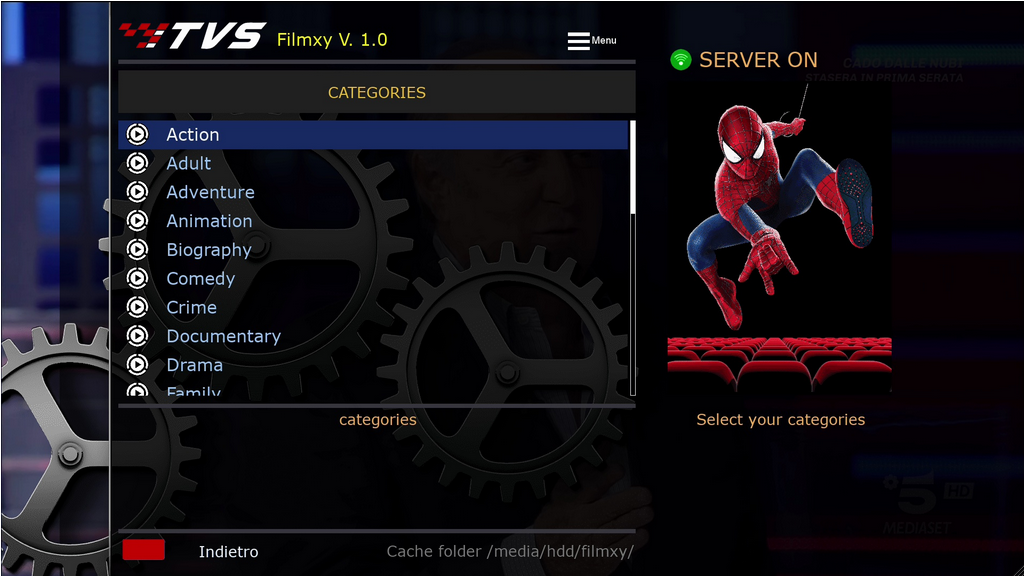 TVS Filmxy V. 1.0
Menu
SERVER ON
CADO DALLE NUBI
STASERA IN PRIMA SERATA
CATEGORIES
Action
Adult
Adventure
Animation
Biography
Comedy
Crime
Documentary
Drama
Family
categories
Select your categories
5 HD
MEDIASET
Indietro
Cache folder /media/hdd/filmxy/